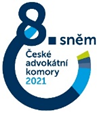 8. sněm
České
advokátní
komory
2021